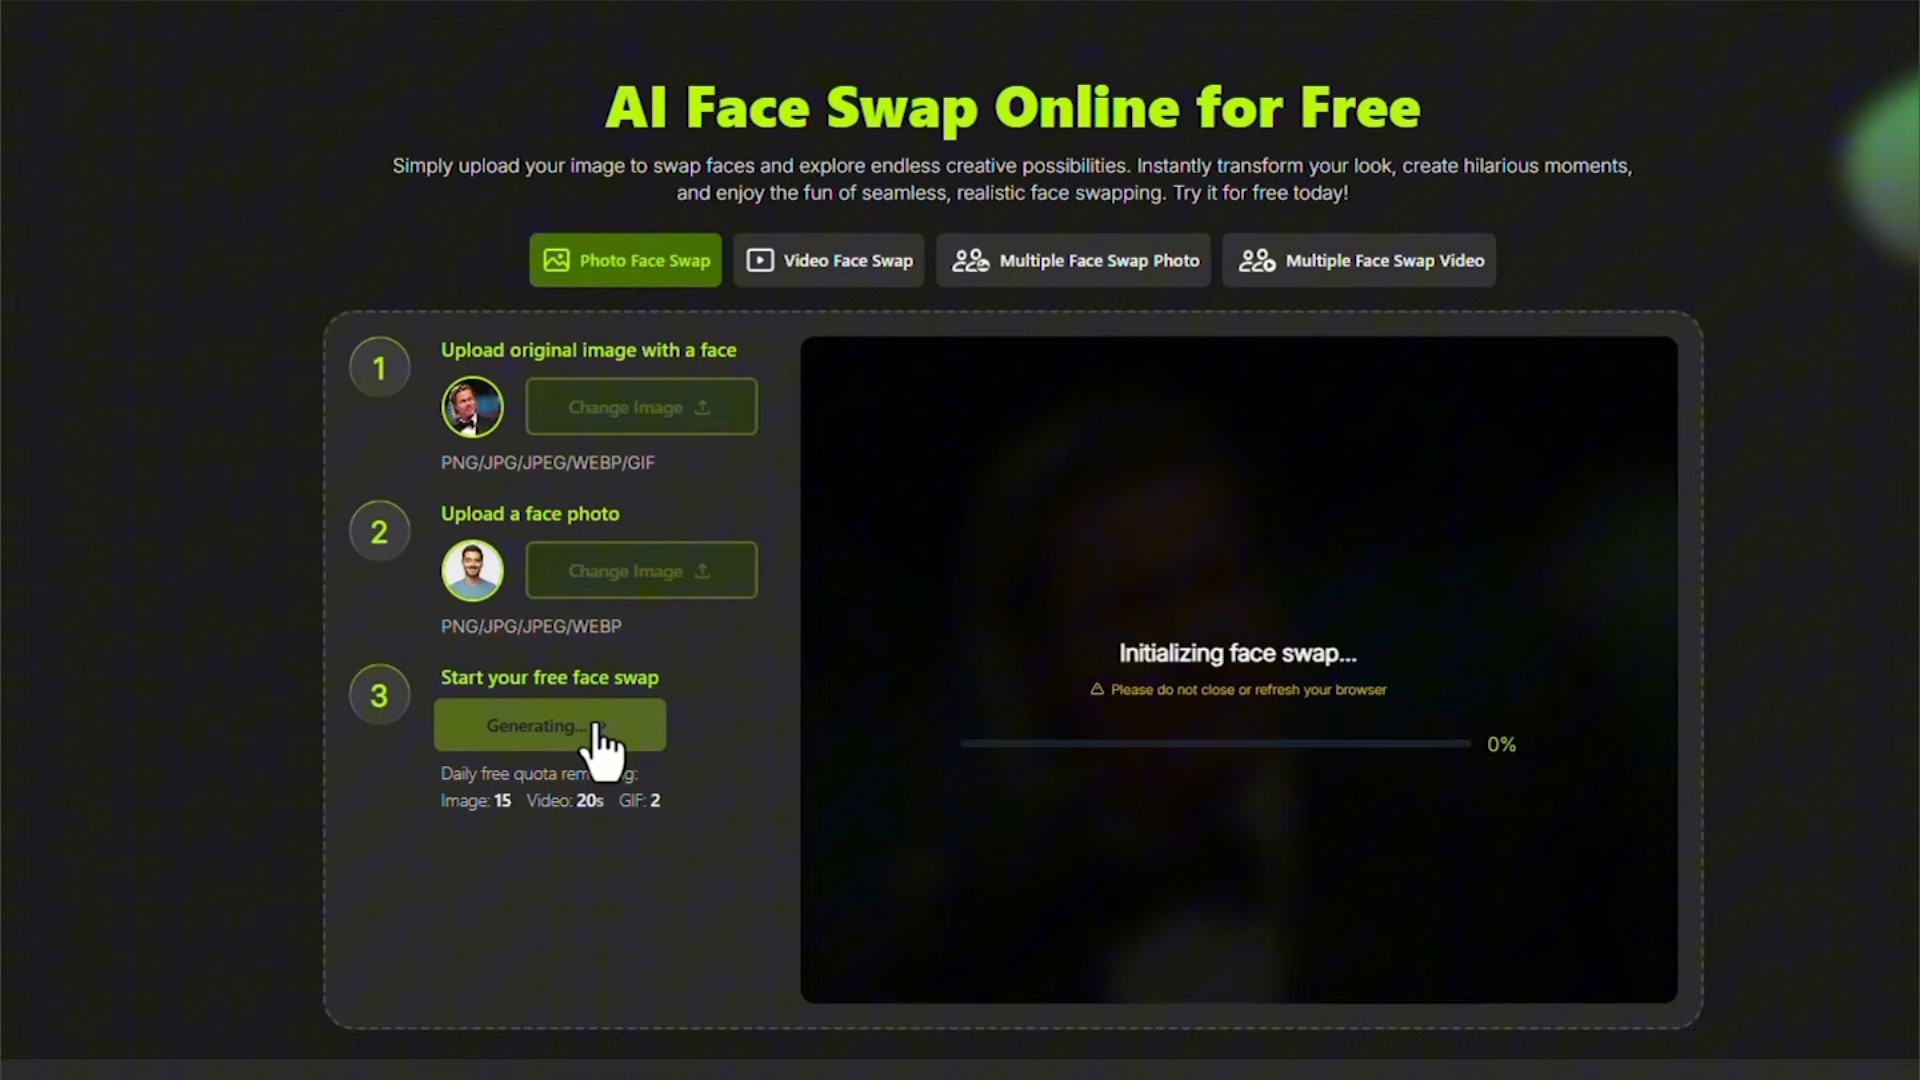 AI Face Swap Online for Free
Simply upload your image to swap faces and explore endless creative possibilities. Instantly transform your look, create hilarious moments,
and enjoy the fun of seamless, realistic face swapping. Try it for free today!
Photo Face Swap
Video Face Swap
Multiple Face Swap Photo
Multiple Face Swap Video
1
Upload original image with a face
Change Image
PNG/JPG/JPEG/WEBP/GIF
2
Upload a face photo
Change Image
PNG/JPG/JPEG/WEBP
3
Start your free face swap
Generating...
Daily free quota
Image: 15 Video: 20s GIF: 2
Initializing face swap...
Please do not close or refresh your browser
0%